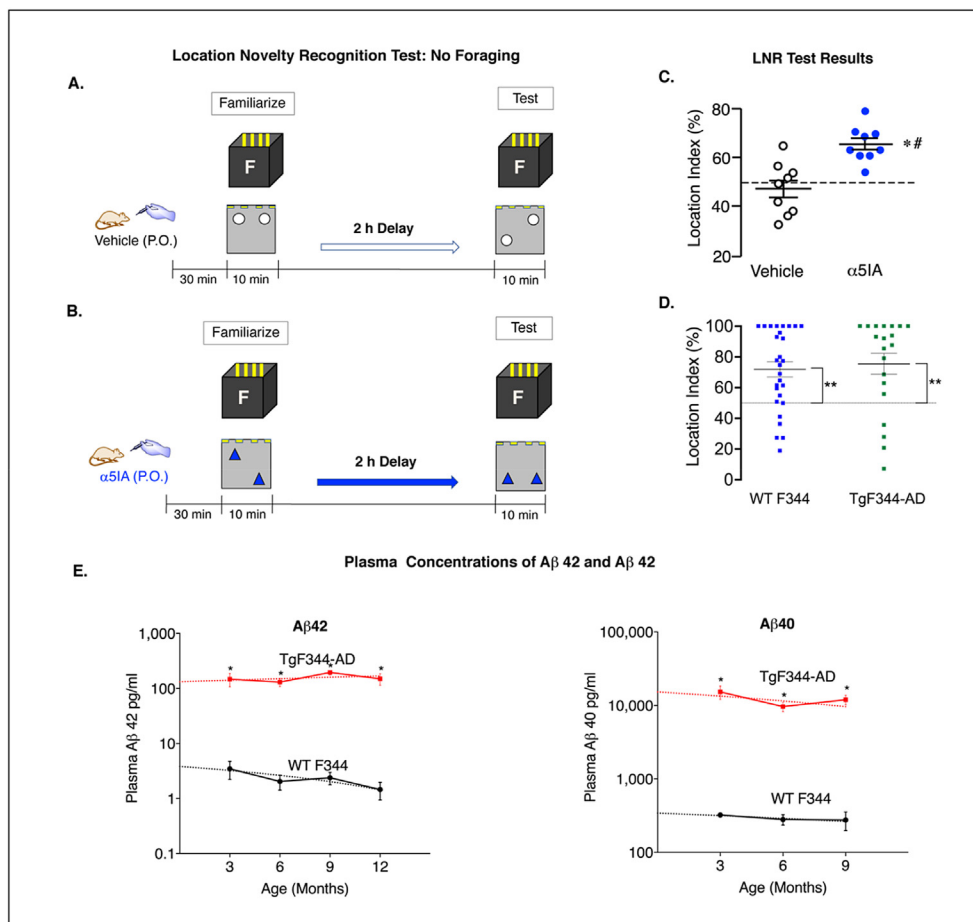 Location Novelty Recognition Test: No Foraging
A.
Familiarize
Test
F
F
Vehicle (P.O.)
2 h Delay
30 min
10 min
10 min
B.
Familiarize
Test
F
F
α5IA (P.O.)
2 h Delay
30 min
10 min
10 min
LNR Test Results
C.
Location Index (%)
80
60
40
20
*#
Vehicle
α5IA
D.
Location Index (%)
100
80
60
40
20
0
**
**
WT F344
TgF344-AD
E.
Plasma Concentrations of Aβ 42 and Aβ 42
Aβ42
Plasma Aβ 42 pg/ml
1,000
100
10
1
0.1
TgF344-AD
* * * *
WT F344
3 6 9 12
Age (Months)
Aβ40
Plasma Aβ 40 pg/ml
100,000
10,000
1,000
100
TgF344-AD
* * *
WT F344
3 6 9
Age (Months)